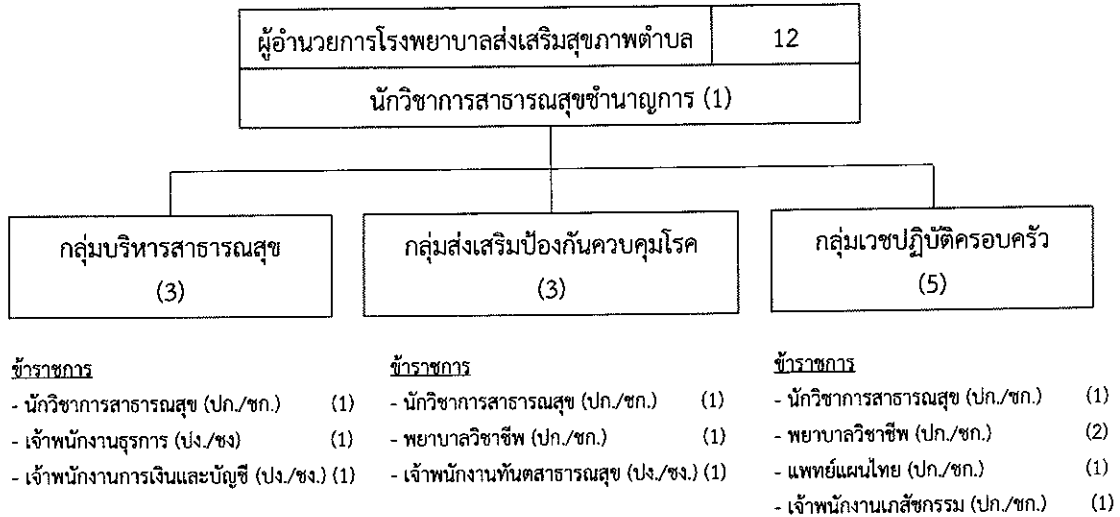 ผู้อำนวยการโรงพยาบาลส่งเสริมสุขภาพตำบล 12
นักวิชาการสาธารณสุขชำนาญการ (1)
กลุ่มบริหารสาธารณสุข
(3)
กลุ่มส่งเสริมป้องกันควบคุมโรค
(3)
กลุ่มเวชปฏิบัติครอบครัว
(5)
ข้าราชการ
- นักวิชาการสาธารณสุข (ปก./ชก.) (1)
- เจ้าพนักงานธุรการ (ปง./ชง) (1)
- เจ้าพนักงานการเงินและบัญชี (ปง./ชง.) (1)
ข้าราชการ
- นักวิชาการสาธารณสุข (ปก./ชก.) (1)
- พยาบาลวิชาชีพ (ปก./ชก.) (1)
- เจ้าพนักงานทันตสาธารณสุข (ปง./ชง.) (1)
ข้าราชการ
- นักวิชาการสาธารณสุข (ปก./ชก.) (1)
- พยาบาลวิชาชีพ (ปก./ชก.) (2)
- แพทย์แผนไทย (ปก./ชก.) (1)
- เจ้าพนักงานเภสัชกรรม (ปก./ชก.) (1)